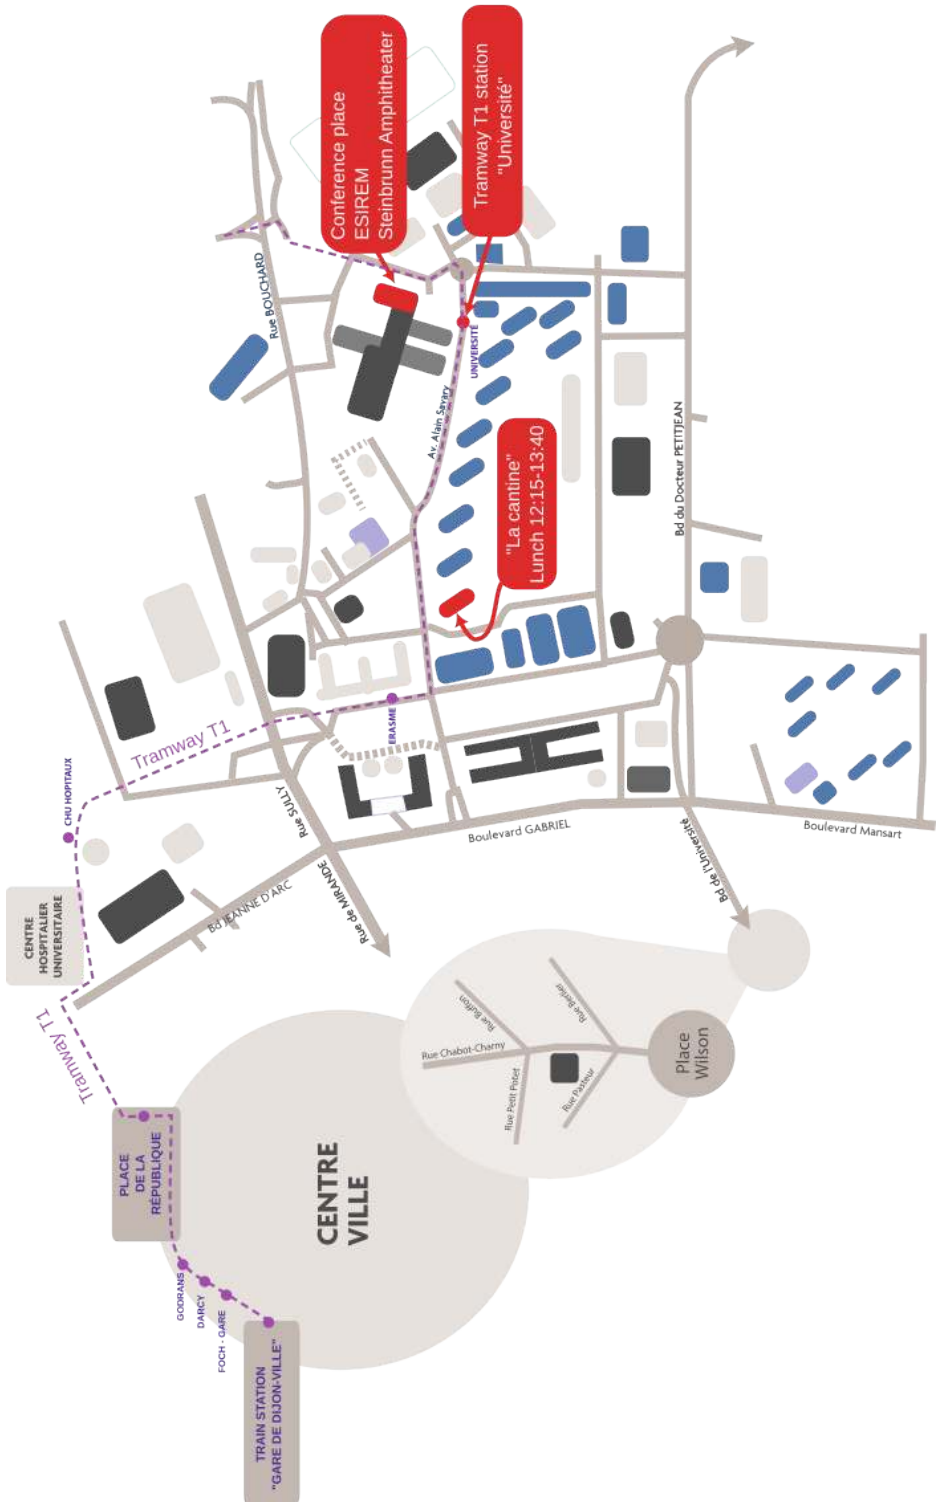 Conference place
ESIREM
Steinbrunn Amphitheater
Tramway T1 station
"Université"
Rue BOUCHARD
UNIVERSITÉ
Av. Alain Savary
"La cantine"
Lunch 12:15-13:40
Bd du Docteur PETITJEAN
Tramway T1
ERASME
CHU HOPITAUX
Rue SULLY
Boulevard GABRIEL
Boulevard Mansart
Bd de l'Université
Rue de MIRANDE
Bd JEANNE D'ARC
CENTRE
HOSPITALIER
UNIVERSITAIRE
Tramway T1
Rue Buffon
Rue Berlier
Rue Chabot-Charny
Rue Petit Potet
Rue Pasteur
Place
Wilson
PLACE
DE LA
RÉPUBLIQUE
CENTRE
VILLE
GODRANS
DARCY
FOCH - GARE
TRAIN STATION
"GARE DE DIJON-VILLE"